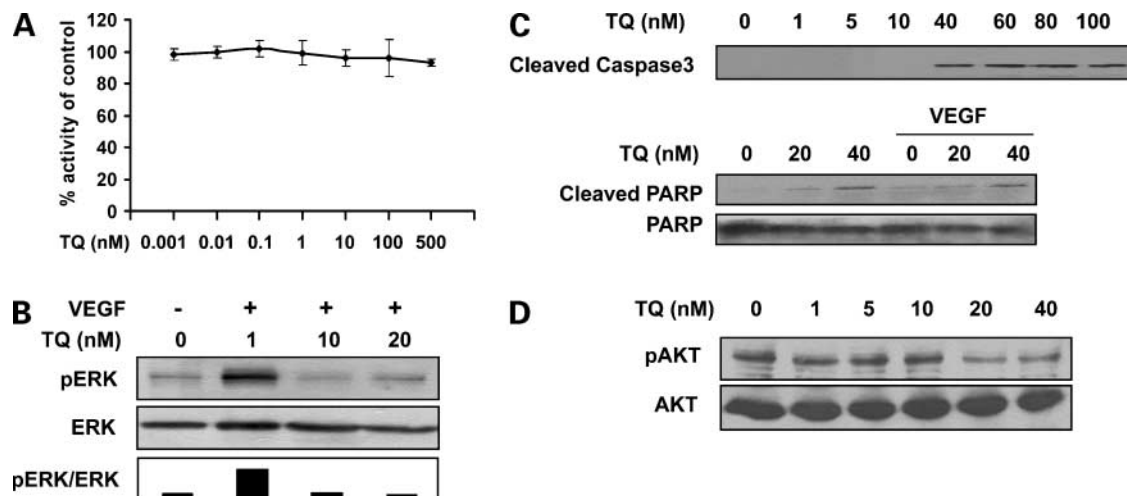 A
% activity of control
120
100
80
60
40
20
0
TQ (nM) 0.001 0.01 0.1 1 10 100 500
B
VEGF - + + +
TQ (nM) 0 1 10 20
pERK
ERK
pERK/ERK
C
TQ (nM) 0 1 5 10 40 60 80 100
Cleaved Caspase3
VEGF
TQ (nM) 0 20 40 0 20 40
Cleaved PARP
PARP
D
TQ (nM) 0 1 5 10 20 40
pAKT
AKT